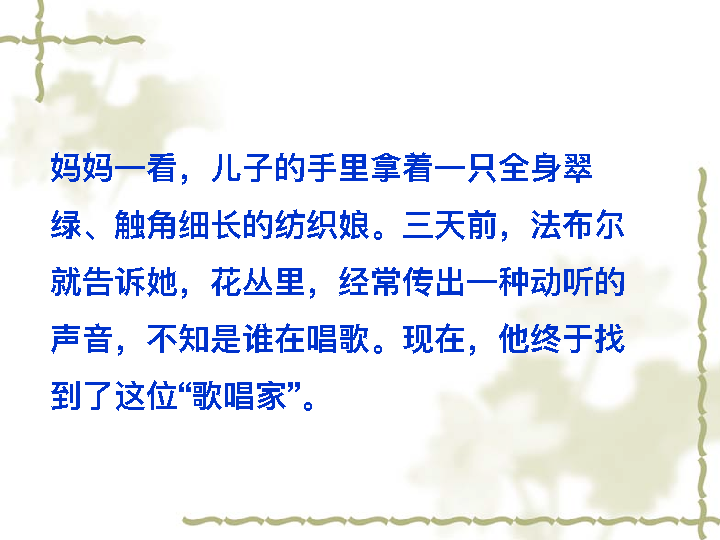 妈妈一看，儿子的手里拿着一只全身翠
绿、触角细长的纺织娘。三天前，法布尔
就告诉她，花丛里，经常传出一种动听的
声音，不知是谁在唱歌。现在，他终于找
到了这位“歌唱家”。